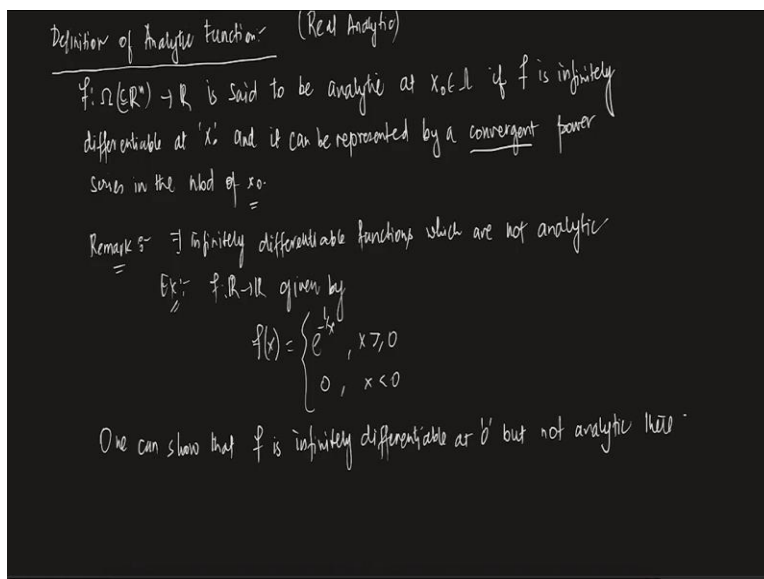 Definition of Analytic Function:- (Real Analytic)
f: Ω(⊆ℝⁿ) → ℝ is said to be analytic at x₀ ∈ Ω if f is infinitely
differentiable at 'x₀' and it can be represented by a convergent power
series in the nbd of x₀.
Remark :- ∃ infinitely differentiable functions which are not analytic
Ex:- f: ℝ→ℝ given by
f(x) = { e^{-1/x} , x ≥ 0
0 , x < 0
One can show that f is infinitely differentiable at '0' but not analytic there.